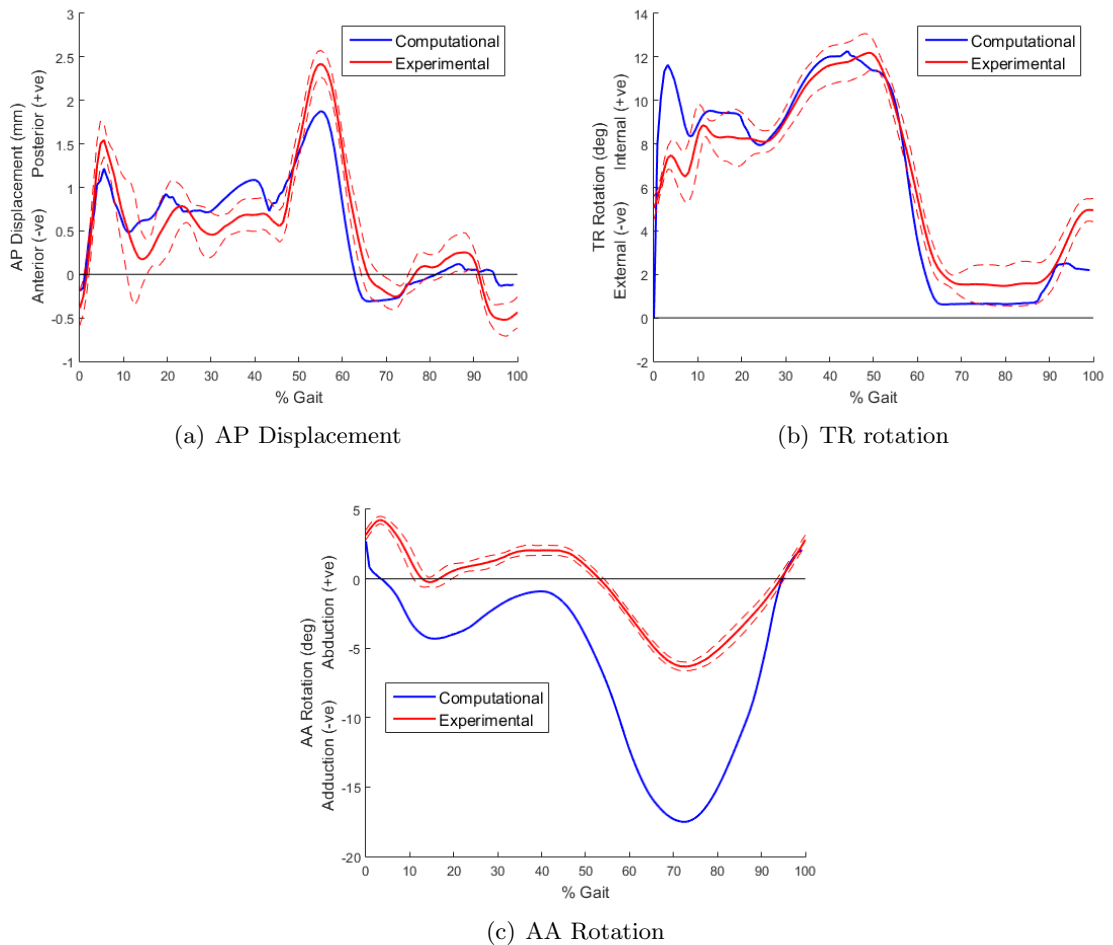 3
2.5
2
1.5
1
0.5
0
-0.5
-1
AP Displacement (mm)
Anterior (-ve) Posterior (+ve)
Computational
Experimental
0 10 20 30 40 50 60 70 80 90 100
% Gait
(a) AP Displacement
14
12
10
8
6
4
2
0
-2
TR Rotation (deg)
External (-ve) Internal (+ve)
Computational
Experimental
0 10 20 30 40 50 60 70 80 90 100
% Gait
(b) TR rotation
5
0
-5
-10
-15
-20
AA Rotation (deg)
Adduction (-ve) Abduction (+ve)
Computational
Experimental
0 10 20 30 40 50 60 70 80 90 100
% Gait
(c) AA Rotation